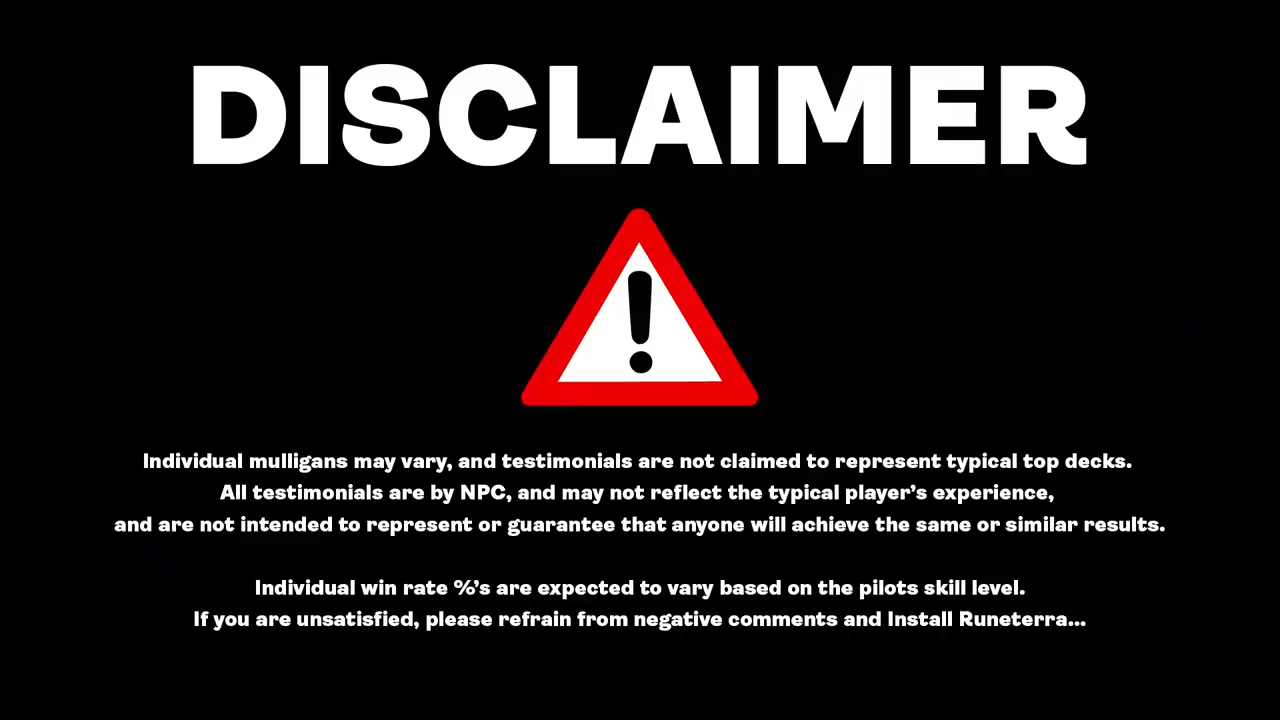 DISCLAIMER
Individual mulligans may vary, and testimonials are not claimed to represent typical top decks.
All testimonials are by NPC, and may not reflect the typical player's experience,
and are not intended to represent or guarantee that anyone will achieve the same or similar results.
Individual win rate %'s are expected to vary based on the pilots skill level.
If you are unsatisfied, please refrain from negative comments and Install Runeterra...